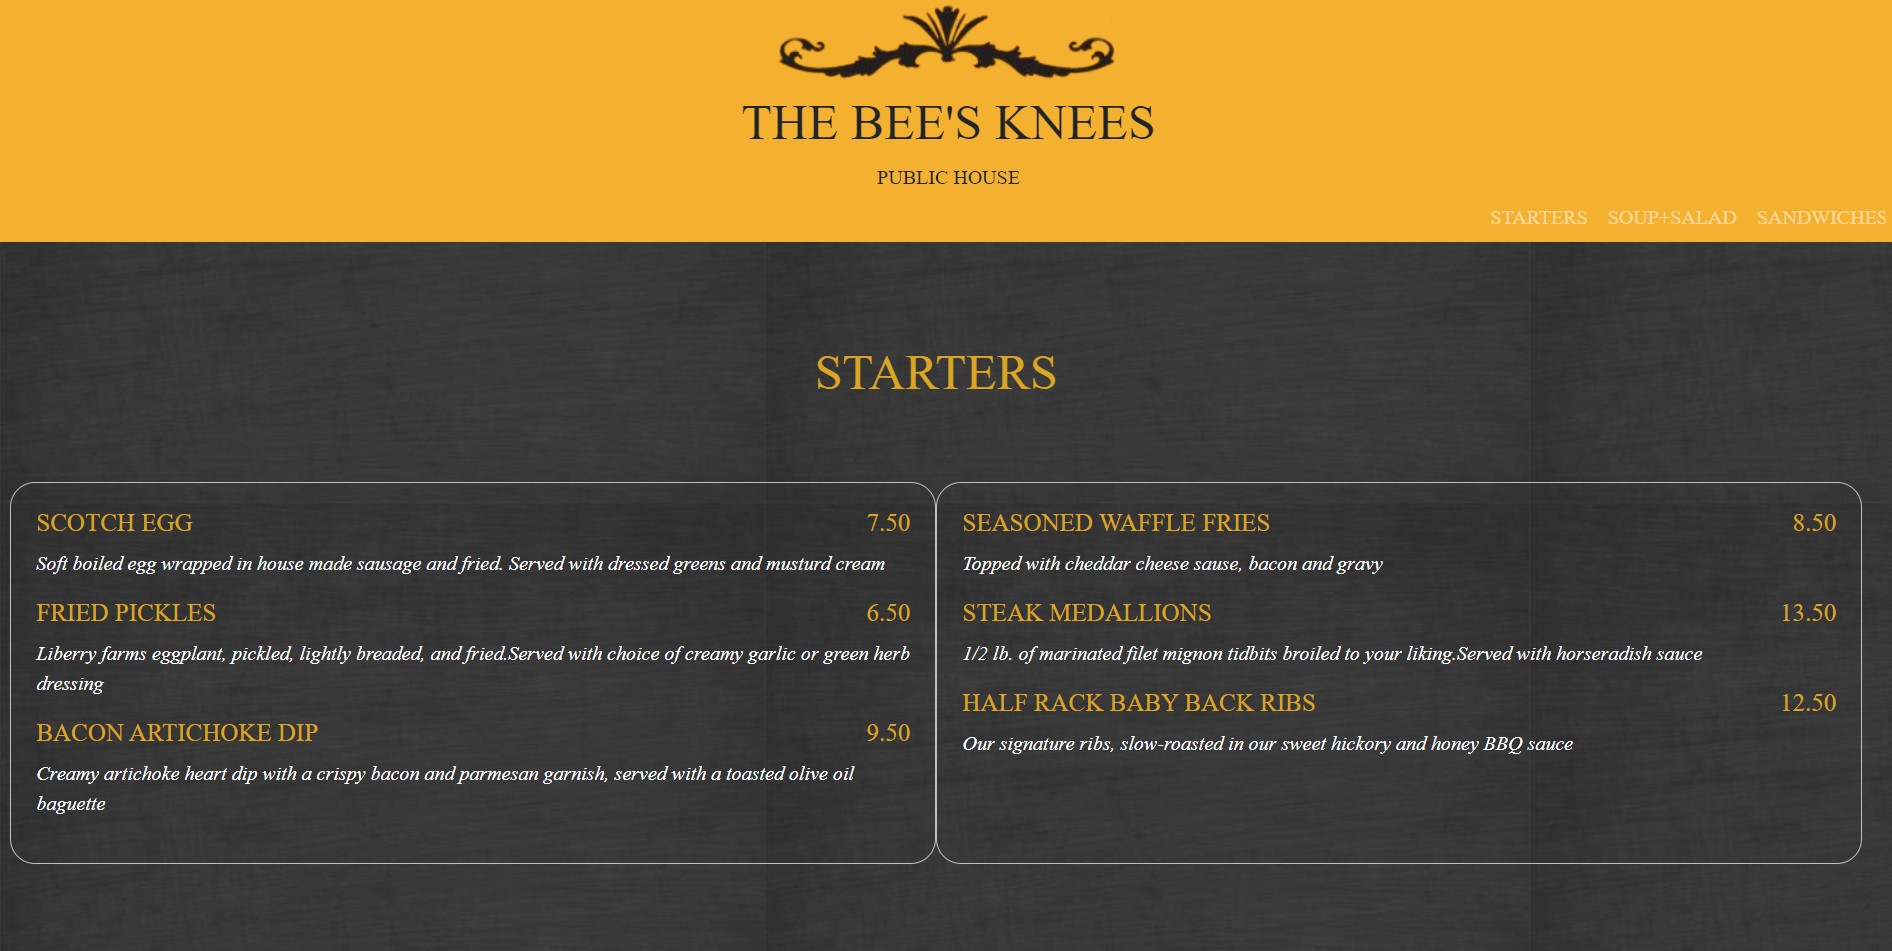 THE BEE'S KNEES
PUBLIC HOUSE
STARTERS SOUP+SALAD SANDWICHES
STARTERS
SCOTCH EGG 7.50
Soft boiled egg wrapped in house made sausage and fried. Served with dressed greens and musturd cream
FRIED PICKLES 6.50
Liberry farms eggplant, pickled, lightly breaded, and fried.Served with choice of creamy garlic or green herb
dressing
BACON ARTICHOKE DIP 9.50
Creamy artichoke heart dip with a crispy bacon and parmesan garnish, served with a toasted olive oil
baguette
SEASONED WAFFLE FRIES 8.50
Topped with cheddar cheese sause, bacon and gravy
STEAK MEDALLIONS 13.50
1/2 lb. of marinated filet mignon tidbits broiled to your liking.Served with horseradish sauce
HALF RACK BABY BACK RIBS 12.50
Our signature ribs, slow-roasted in our sweet hickory and honey BBQ sauce